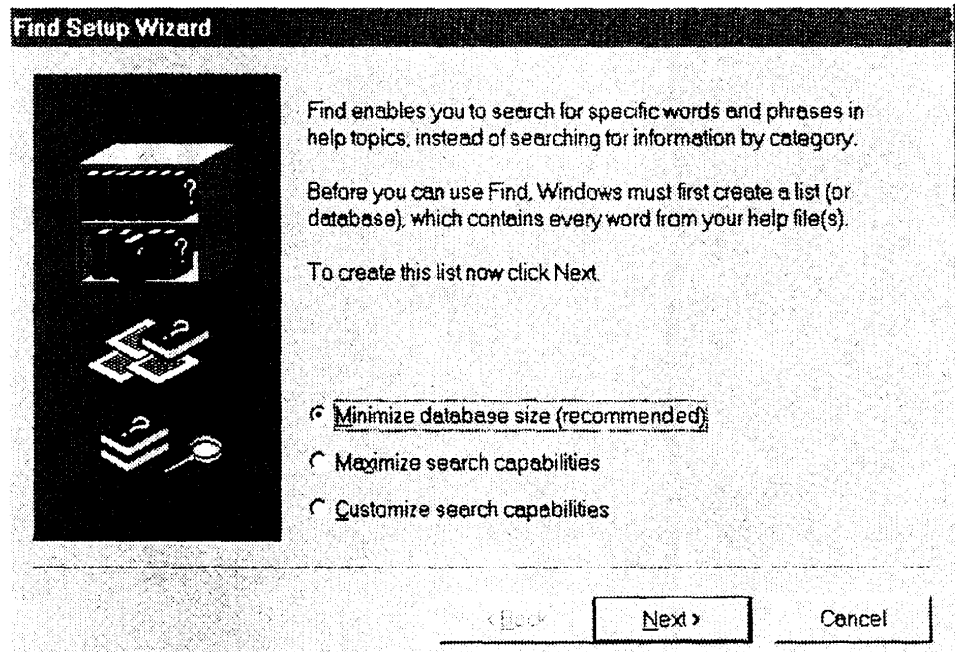 Find Setup Wizard
Find enables you to search for specific words and phrases in
help topics, instead of searching for information by category.
Before you can use Find, Windows must first create a list (or
database), which contains every word from your help file(s).
To create this list now click Next.
Minimize database size (recommended)
Maximize search capabilities
Customize search capabilities
< Back
Next >
Cancel